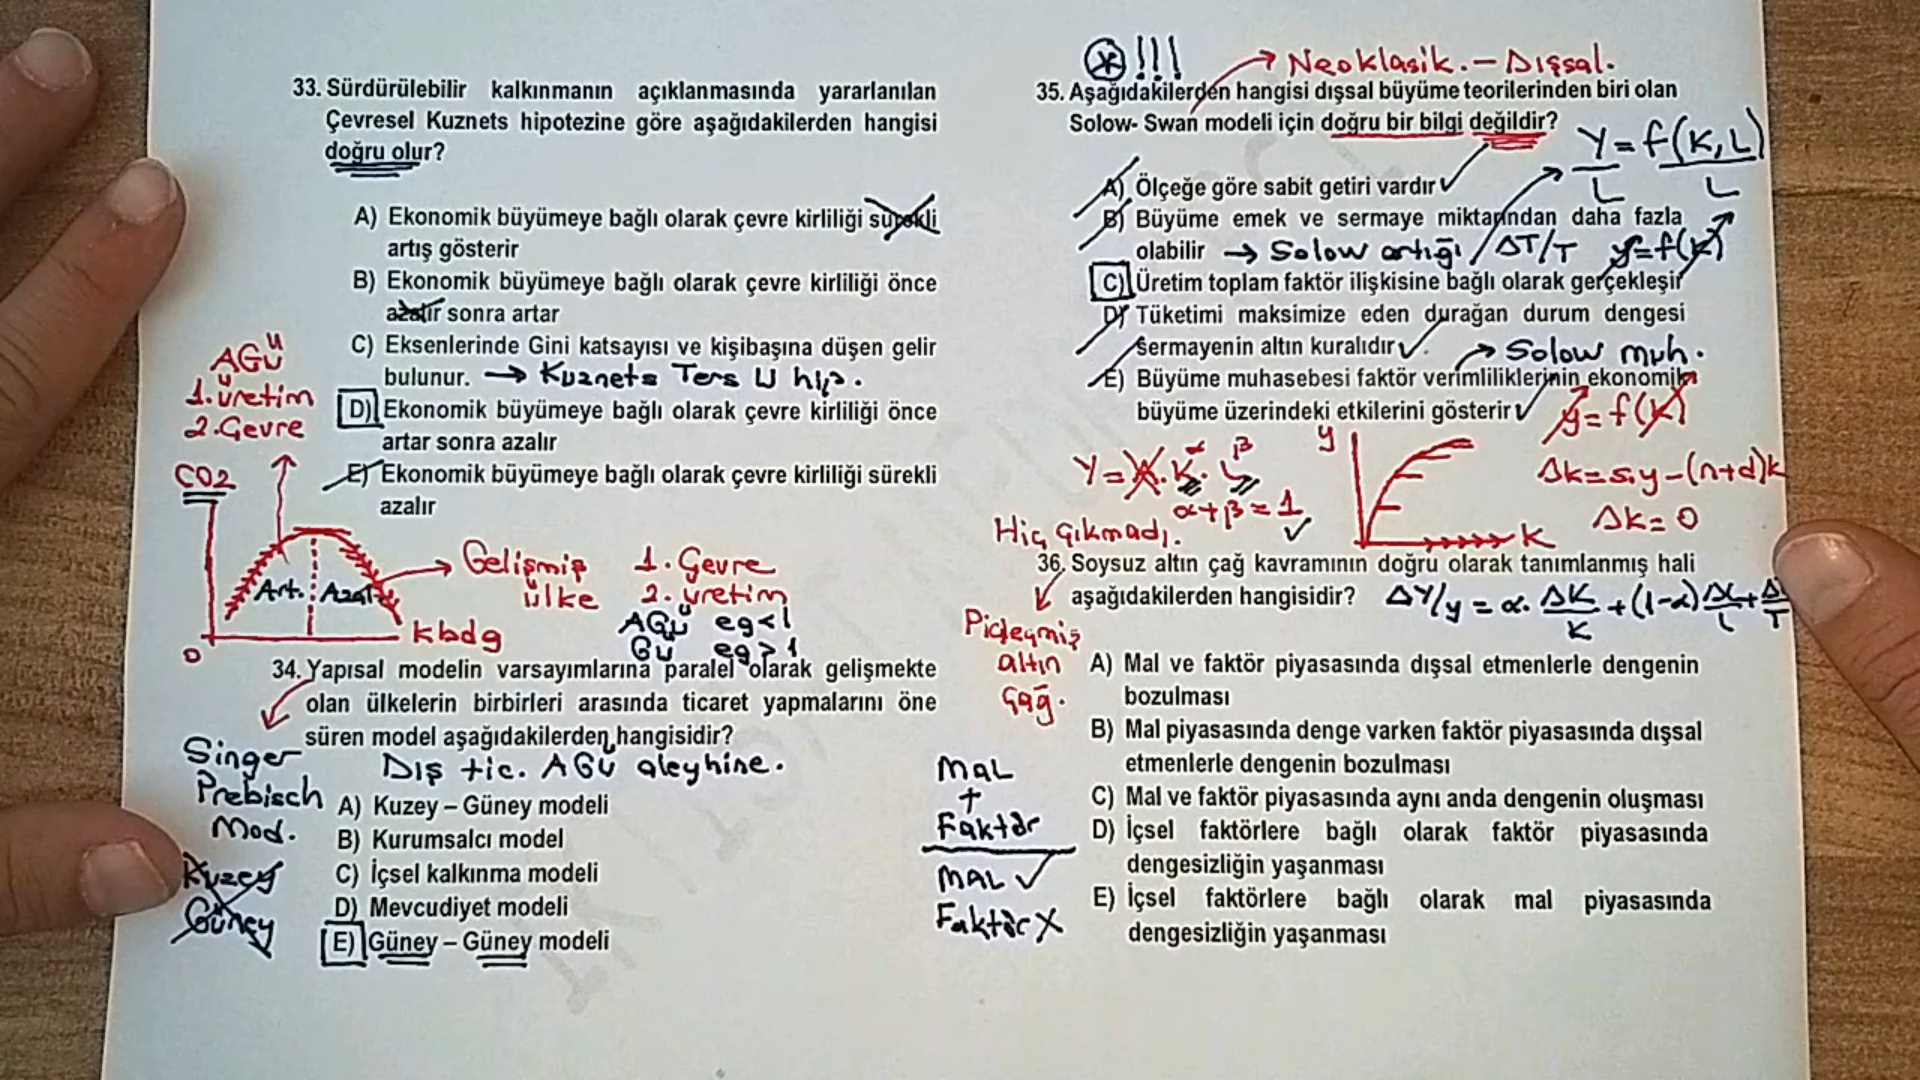 33. Sürdürülebilir kalkınmanın açıklanmasında yararlanılan
Çevresel Kuznets hipotezine göre aşağıdakilerden hangisi
doğru olur?
A) Ekonomik büyümeye bağlı olarak çevre kirliliği sürekli
artış gösterir
B) Ekonomik büyümeye bağlı olarak çevre kirliliği önce
azalır sonra artar
C) Eksenlerinde Gini katsayısı ve kişibaşına düşen gelir
bulunur. → Kuznets Ters U hip.
D) Ekonomik büyümeye bağlı olarak çevre kirliliği önce
artar sonra azalır
E) Ekonomik büyümeye bağlı olarak çevre kirliliği sürekli
azalır
AGÜ
1. üretim
2. Çevre
CO2
Art. Azal
0
kbdg
Gelişmiş
ülke
1. Çevre
2. üretim
AGÜ eg<1
GÜ eg>1
34. Yapısal modelin varsayımlarına paralel olarak gelişmekte
olan ülkelerin birbirleri arasında ticaret yapmalarını öne
süren model aşağıdakilerden hangisidir?
Dış tic. AGÜ aleyhine.
Singer
Prebisch
Mod.
Kuzey
Güney
A) Kuzey – Güney modeli
B) Kurumsalcı model
C) İçsel kalkınma modeli
D) Mevcudiyet modeli
E) Güney – Güney modeli
!!!
→ Neoklasik. – Dışsal.
35. Aşağıdakilerden hangisi dışsal büyüme teorilerinden biri olan
Solow- Swan modeli için doğru bir bilgi değildir?
Y = f(K, L)
L L
A) Ölçeğe göre sabit getiri vardır ✓
B) Büyüme emek ve sermaye miktarından daha fazla
olabilir → Solow artığı / ΔT/T y=f(k)
C) Üretim toplam faktör ilişkisine bağlı olarak gerçekleşir
D) Tüketimi maksimize eden durağan durum dengesi
sermayenin altın kuralıdır ✓. → Solow muh.
E) Büyüme muhasebesi faktör verimliliklerinin ekonomik
büyüme üzerindeki etkilerini gösterir ✓
y=f(k)
Y = A.K^α.L^β
α+β=1 ✓
y
k
Δk=s.y-(n+d)k
Δk=0
Hiç çıkmadı.
36. Soysuz altın çağ kavramının doğru olarak tanımlanmış hali
aşağıdakilerden hangisidir?
ΔY/y = α. ΔK/K + (1-α)
Piçleşmiş
altın
çağ.
A) Mal ve faktör piyasasında dışsal etmenlerle dengenin
bozulması
B) Mal piyasasında denge varken faktör piyasasında dışsal
etmenlerle dengenin bozulması
C) Mal ve faktör piyasasında aynı anda dengenin oluşması
D) İçsel faktörlere bağlı olarak faktör piyasasında
dengesizliğin yaşanması
E) İçsel faktörlere bağlı olarak mal piyasasında
dengesizliğin yaşanması
Mal
+
Faktör
Mal ✓
Faktör X